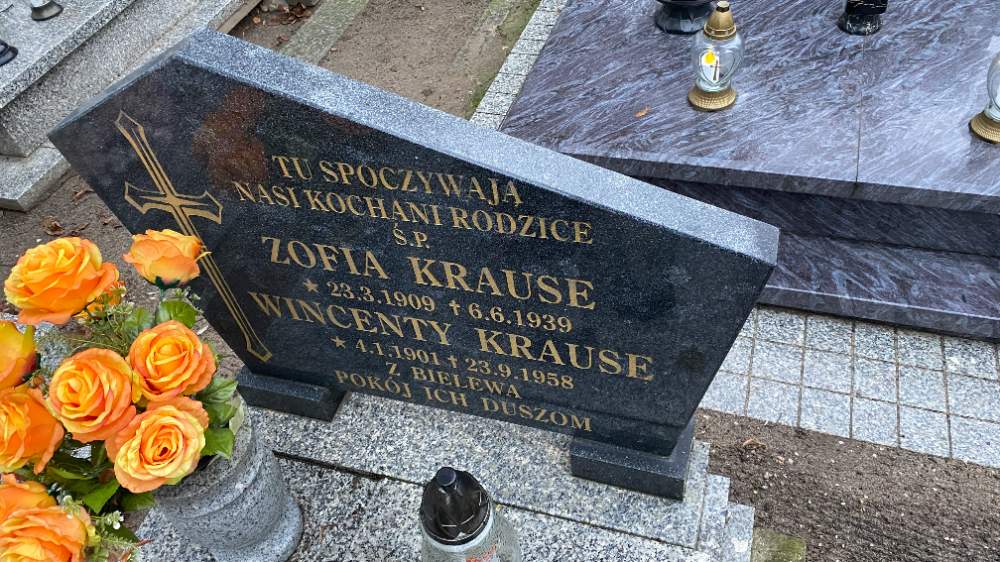 TU SPOCZYWAJĄ
NASI KOCHANI RODZICE
Ś.P.
ZOFIA KRAUSE
★ 23.3.1909 ✝ 6.6.1939
WINCENTY KRAUSE
★ 4.1.1901 ✝ 23.9.1958
Z BIELEWA
POKÓJ ICH DUSZOM